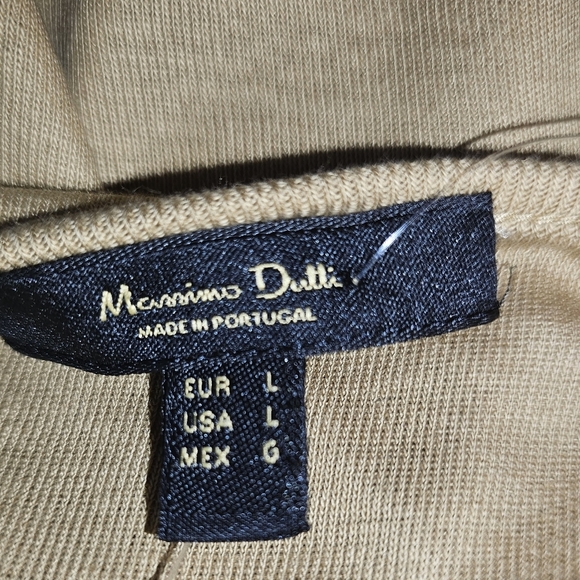 Massimo Dutti
MADE IN PORTUGAL
EUR L
USA L
MEX G